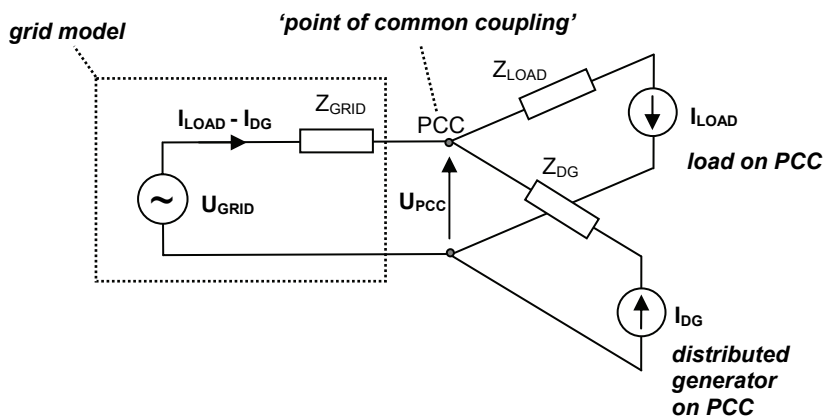 grid model
‘point of common coupling’
ZLOAD
ZGRID
ILOAD - IDG
PCC
ILOAD
load on PCC
ZDG
UPCC
~
UGRID
IDG
distributed
generator
on PCC